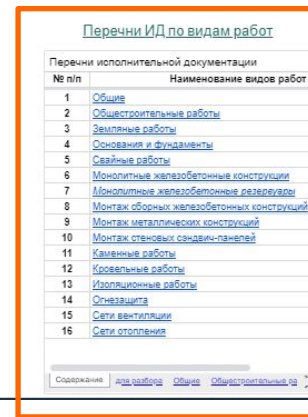 Перечни ИД по видам работ
Перечни исполнительной документации
№ п/п Наименование видов работ
1 Общие
2 Общестроительные работы
3 Земляные работы
4 Основания и фундаменты
5 Свайные работы
6 Монолитные железобетонные конструкции
7 Монолитные железобетонные резервуары
8 Монтаж сборных железобетонных конструкций
9 Монтаж металлических конструкций
10 Монтаж стеновых сэндвич-панелей
11 Каменные работы
12 Кровельные работы
13 Изоляционные работы
14 Огнезащита
15 Сети вентиляции
16 Сети отопления
Содержание для разбора Общие Общестроительные ра